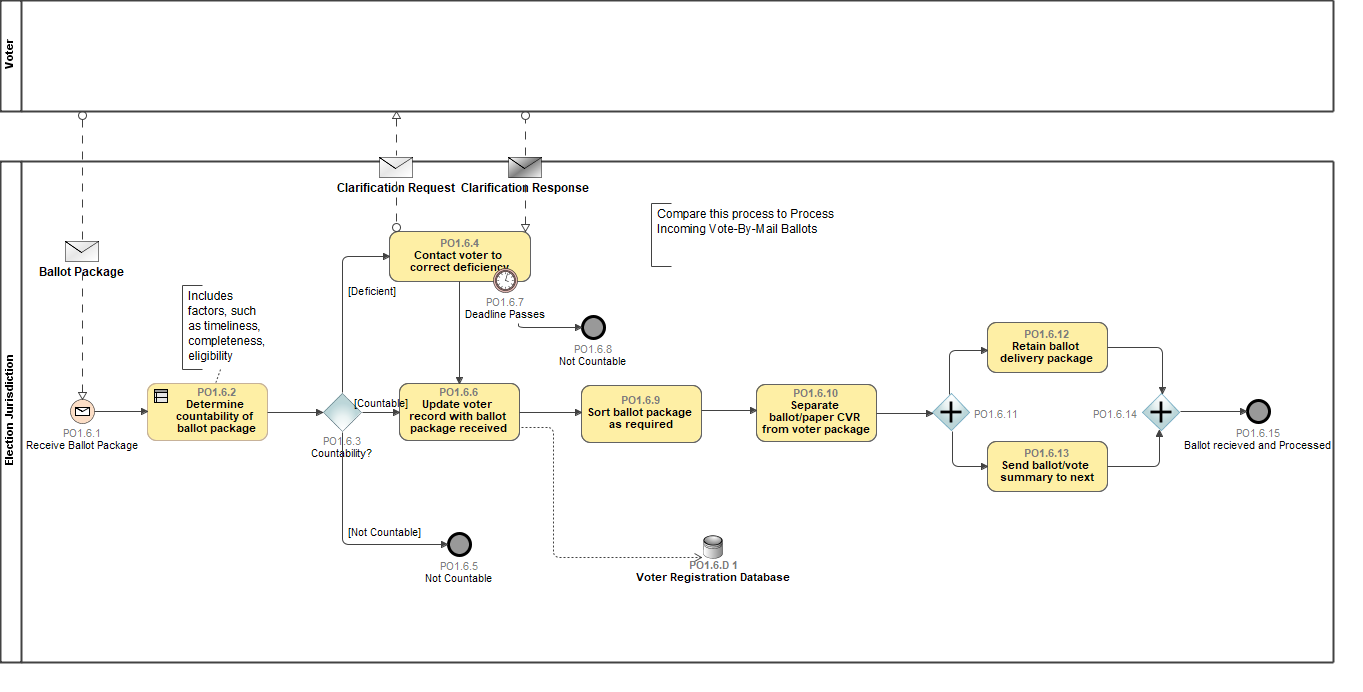 Voter
Election Jurisdiction
Clarification Request
Clarification Response
Compare this process to Process
Incoming Vote-By-Mail Ballots
Ballot Package
PO1.6.4
Contact voter to
correct deficiency
[Deficient]
PO1.6.7
Deadline Passes
PO1.6.8
Not Countable
Includes
factors, such
as timeliness,
completeness,
eligibility
PO1.6.1
Receive Ballot Package
PO1.6.2
Determine
countability of
ballot package
PO1.6.3
Countability?
[Countable]
PO1.6.6
Update voter
record with ballot
package received
PO1.6.9
Sort ballot package
as required
PO1.6.10
Separate
ballot/paper CVR
from voter package
PO1.6.11
PO1.6.12
Retain ballot
delivery package
PO1.6.13
Send ballot/vote
summary to next
PO1.6.14
PO1.6.15
Ballot recieved and Processed
[Not Countable]
PO1.6.5
Not Countable
PO1.6.D 1
Voter Registration Database